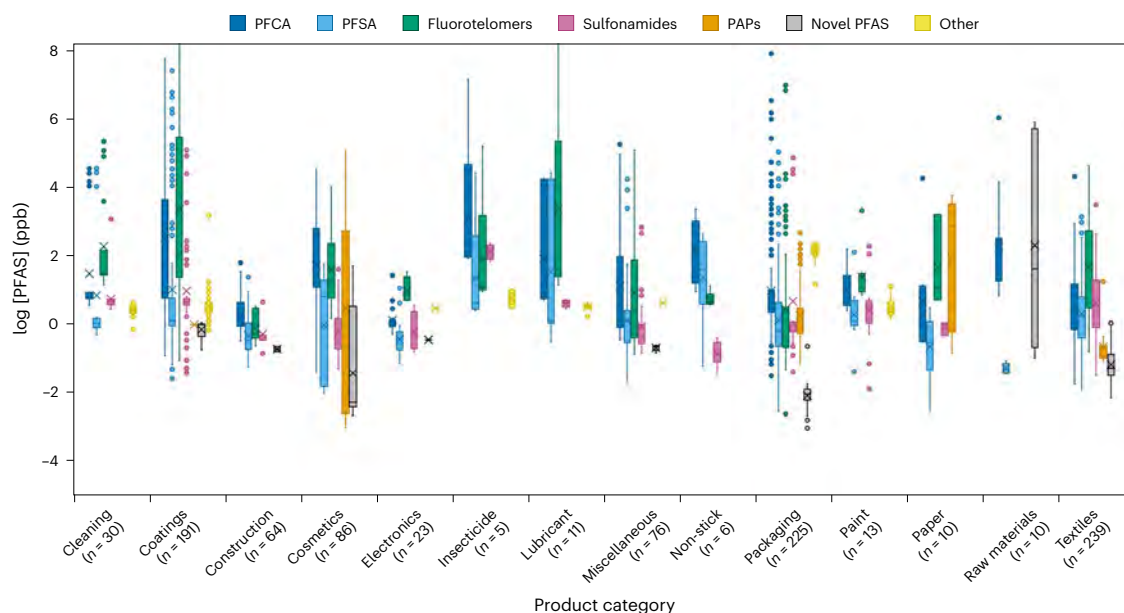 PFCA PFSA Fluorotelomers Sulfonamides PAPs Novel PFAS Other
log [PFAS] (ppb)
8
6
4
2
0
−2
−4
Cleaning
(n = 30)
Coatings
(n = 191)
Construction
(n = 64)
Cosmetics
(n = 86)
Electronics
(n = 23)
Insecticide
(n = 5)
Lubricant
(n = 11)
Miscellaneous
(n = 76)
Non-stick
(n = 6)
Packaging
(n = 225)
Paint
(n = 13)
Paper
(n = 10)
Raw materials
(n = 10)
Textiles
(n = 239)
Product category